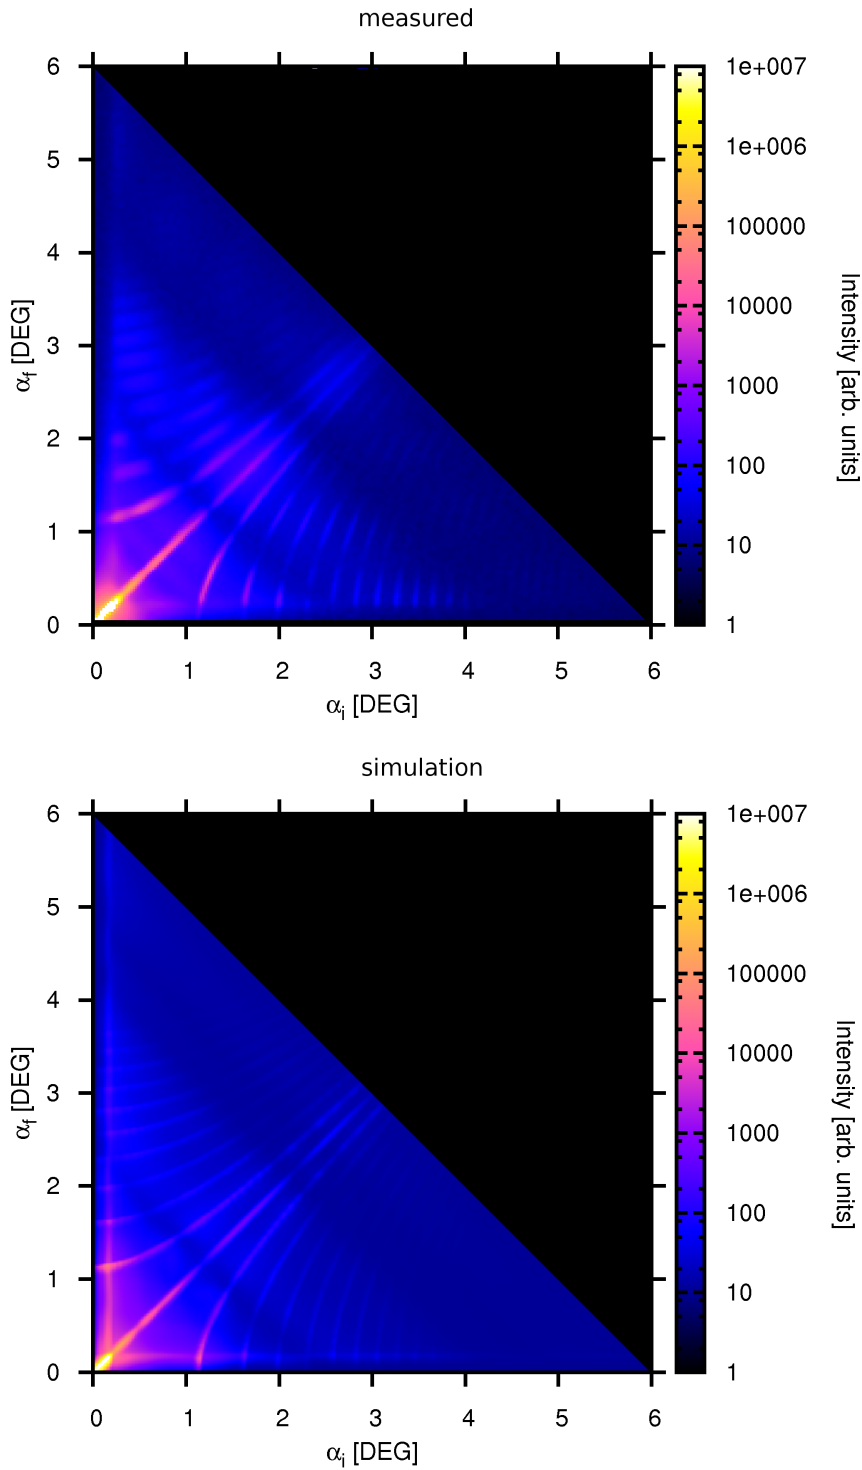 measured
6
5
4
3
2
1
0
αf [DEG]
0 1 2 3 4 5 6
αi [DEG]
1e+007
1e+006
100000
10000
1000
100
10
1
Intensity [arb. units]
simulation
6
5
4
3
2
1
0
αf [DEG]
0 1 2 3 4 5 6
αi [DEG]
1e+007
1e+006
100000
10000
1000
100
10
1
Intensity [arb. units]